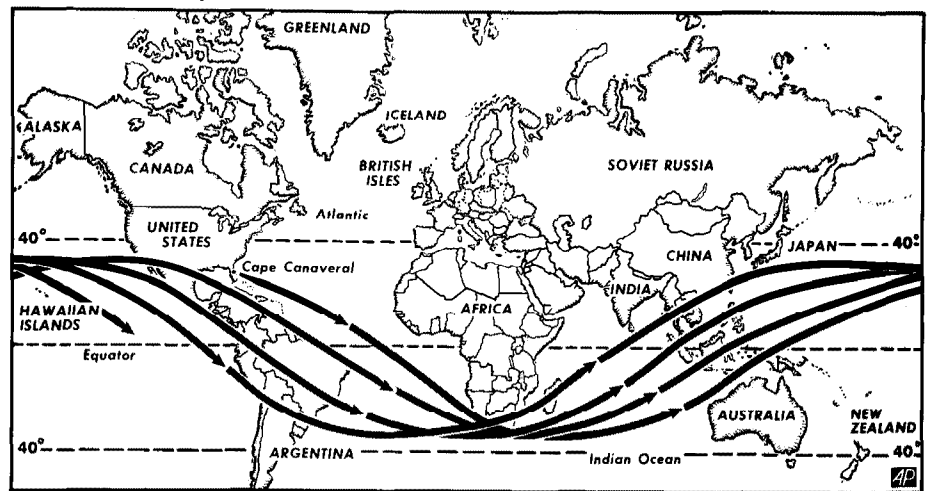 GREENLAND
ALASKA
ICELAND
CANADA
BRITISH
ISLES
SOVIET RUSSIA
Atlantic
UNITED
STATES
40°
40°
JAPAN
CHINA
Cape Canaveral
INDIA
HAWAIIAN
ISLANDS
AFRICA
Equator
AUSTRALIA
NEW
ZEALAND
40°
ARGENTINA
Indian Ocean
40°
AP